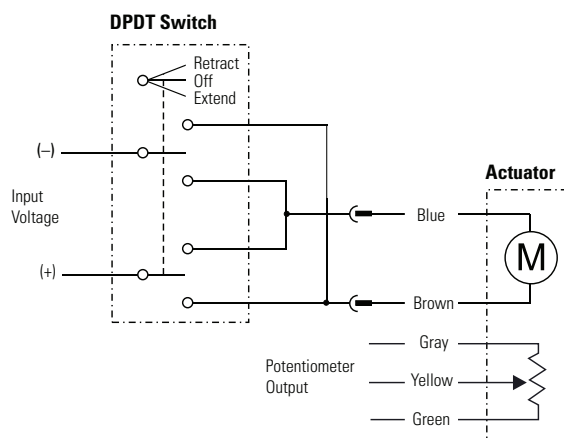 DPDT Switch
Retract
Off
Extend
(–)
Input
Voltage
(+)
Actuator
Blue
M
Brown
Gray
Potentiometer
Output
Yellow
Green